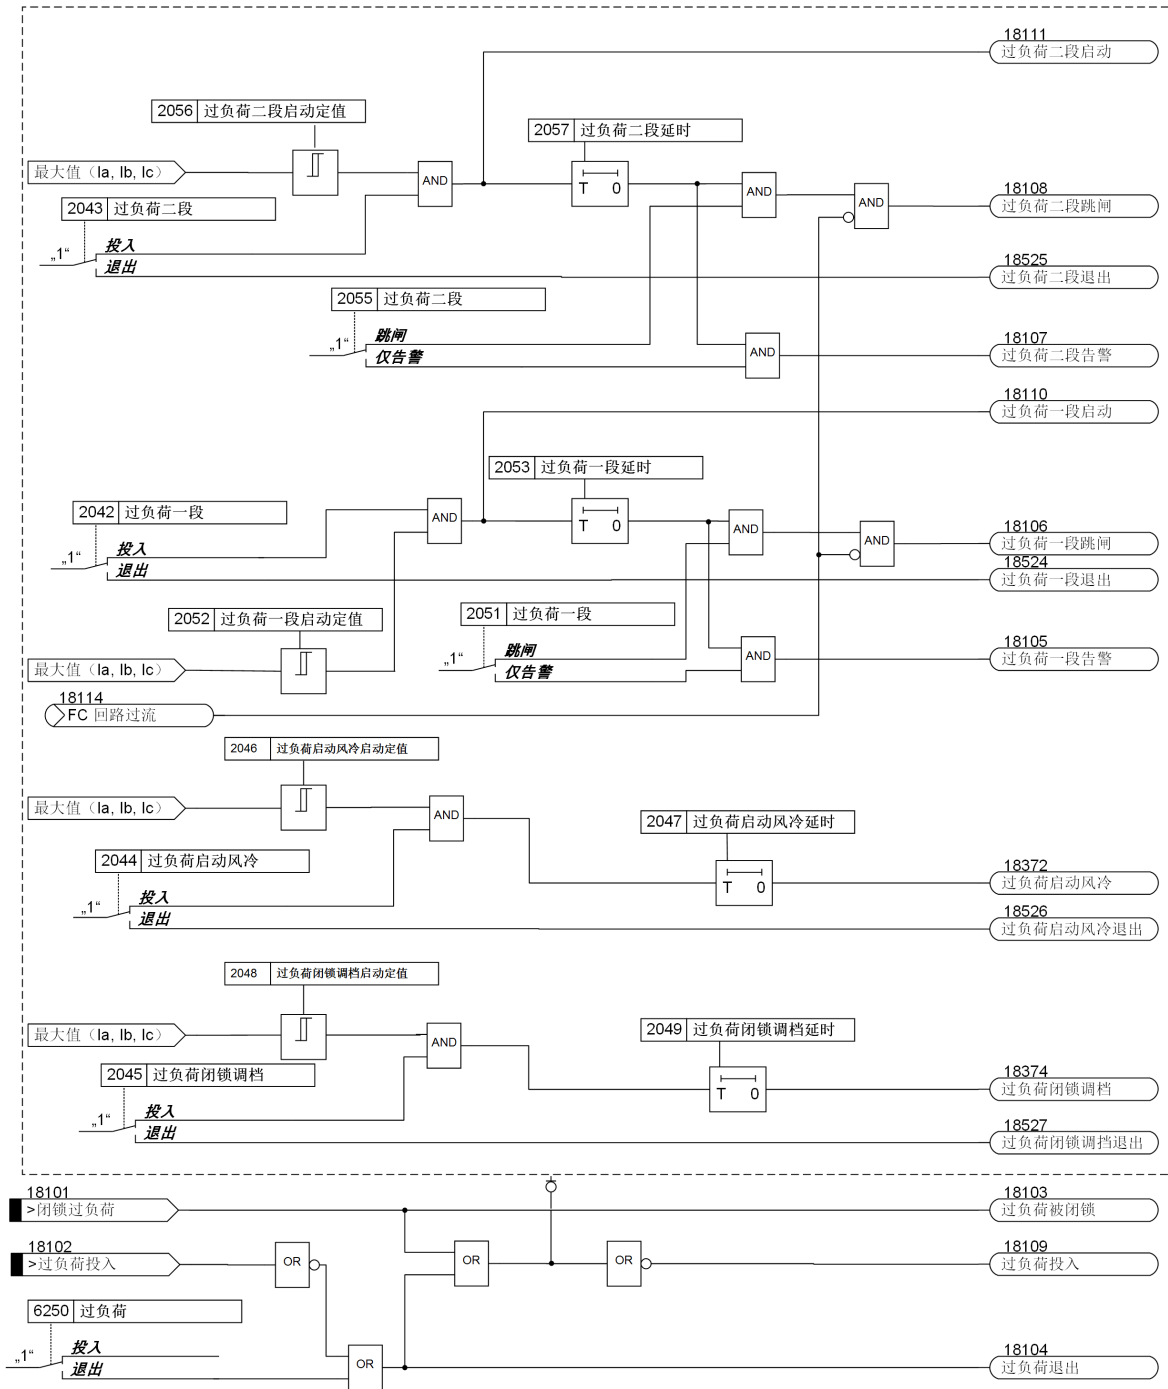 18111
过负荷二段启动
2056 过负荷二段启动定值
2057 过负荷二段延时
最大值（Ia, Ib, Ic）
AND
T 0
AND
AND
18108
过负荷二段跳闸
2043 过负荷二段
„1“
投入
退出
18525
过负荷二段退出
2055 过负荷二段
„1“
跳闸
仅告警
AND
18107
过负荷二段告警
18110
过负荷一段启动
2053 过负荷一段延时
2042 过负荷一段
AND
T 0
AND
AND
18106
过负荷一段跳闸
„1“
投入
退出
18524
过负荷一段退出
2052 过负荷一段启动定值
2051 过负荷一段
最大值（Ia, Ib, Ic）
„1“
跳闸
仅告警
AND
18105
过负荷一段告警
18114
FC 回路过流
2046 过负荷启动风冷启动定值
最大值（Ia, Ib, Ic）
AND
2047 过负荷启动风冷延时
2044 过负荷启动风冷
T 0
18372
过负荷启动风冷
„1“
投入
退出
18526
过负荷启动风冷退出
2048 过负荷闭锁调档启动定值
最大值（Ia, Ib, Ic）
AND
2049 过负荷闭锁调档延时
2045 过负荷闭锁调档
T 0
18374
过负荷闭锁调档
„1“
投入
退出
18527
过负荷闭锁调挡退出
18101
>闭锁过负荷
18103
过负荷被闭锁
18102
>过负荷投入
OR
OR
OR
18109
过负荷投入
6250 过负荷
„1“
投入
退出
OR
18104
过负荷退出